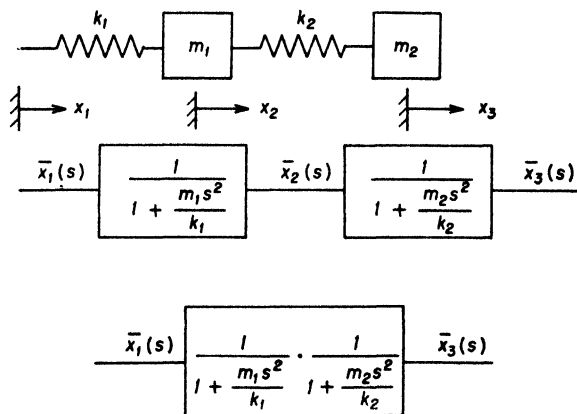 k₁ k₂
m₁ m₂
x₁ x₂ x₃
x̄₁(s) 1 / (1 + m₁s²/k₁) x̄₂(s) 1 / (1 + m₂s²/k₂) x̄₃(s)
x̄₁(s) 1 / (1 + m₁s²/k₁) · 1 / (1 + m₂s²/k₂) x̄₃(s)